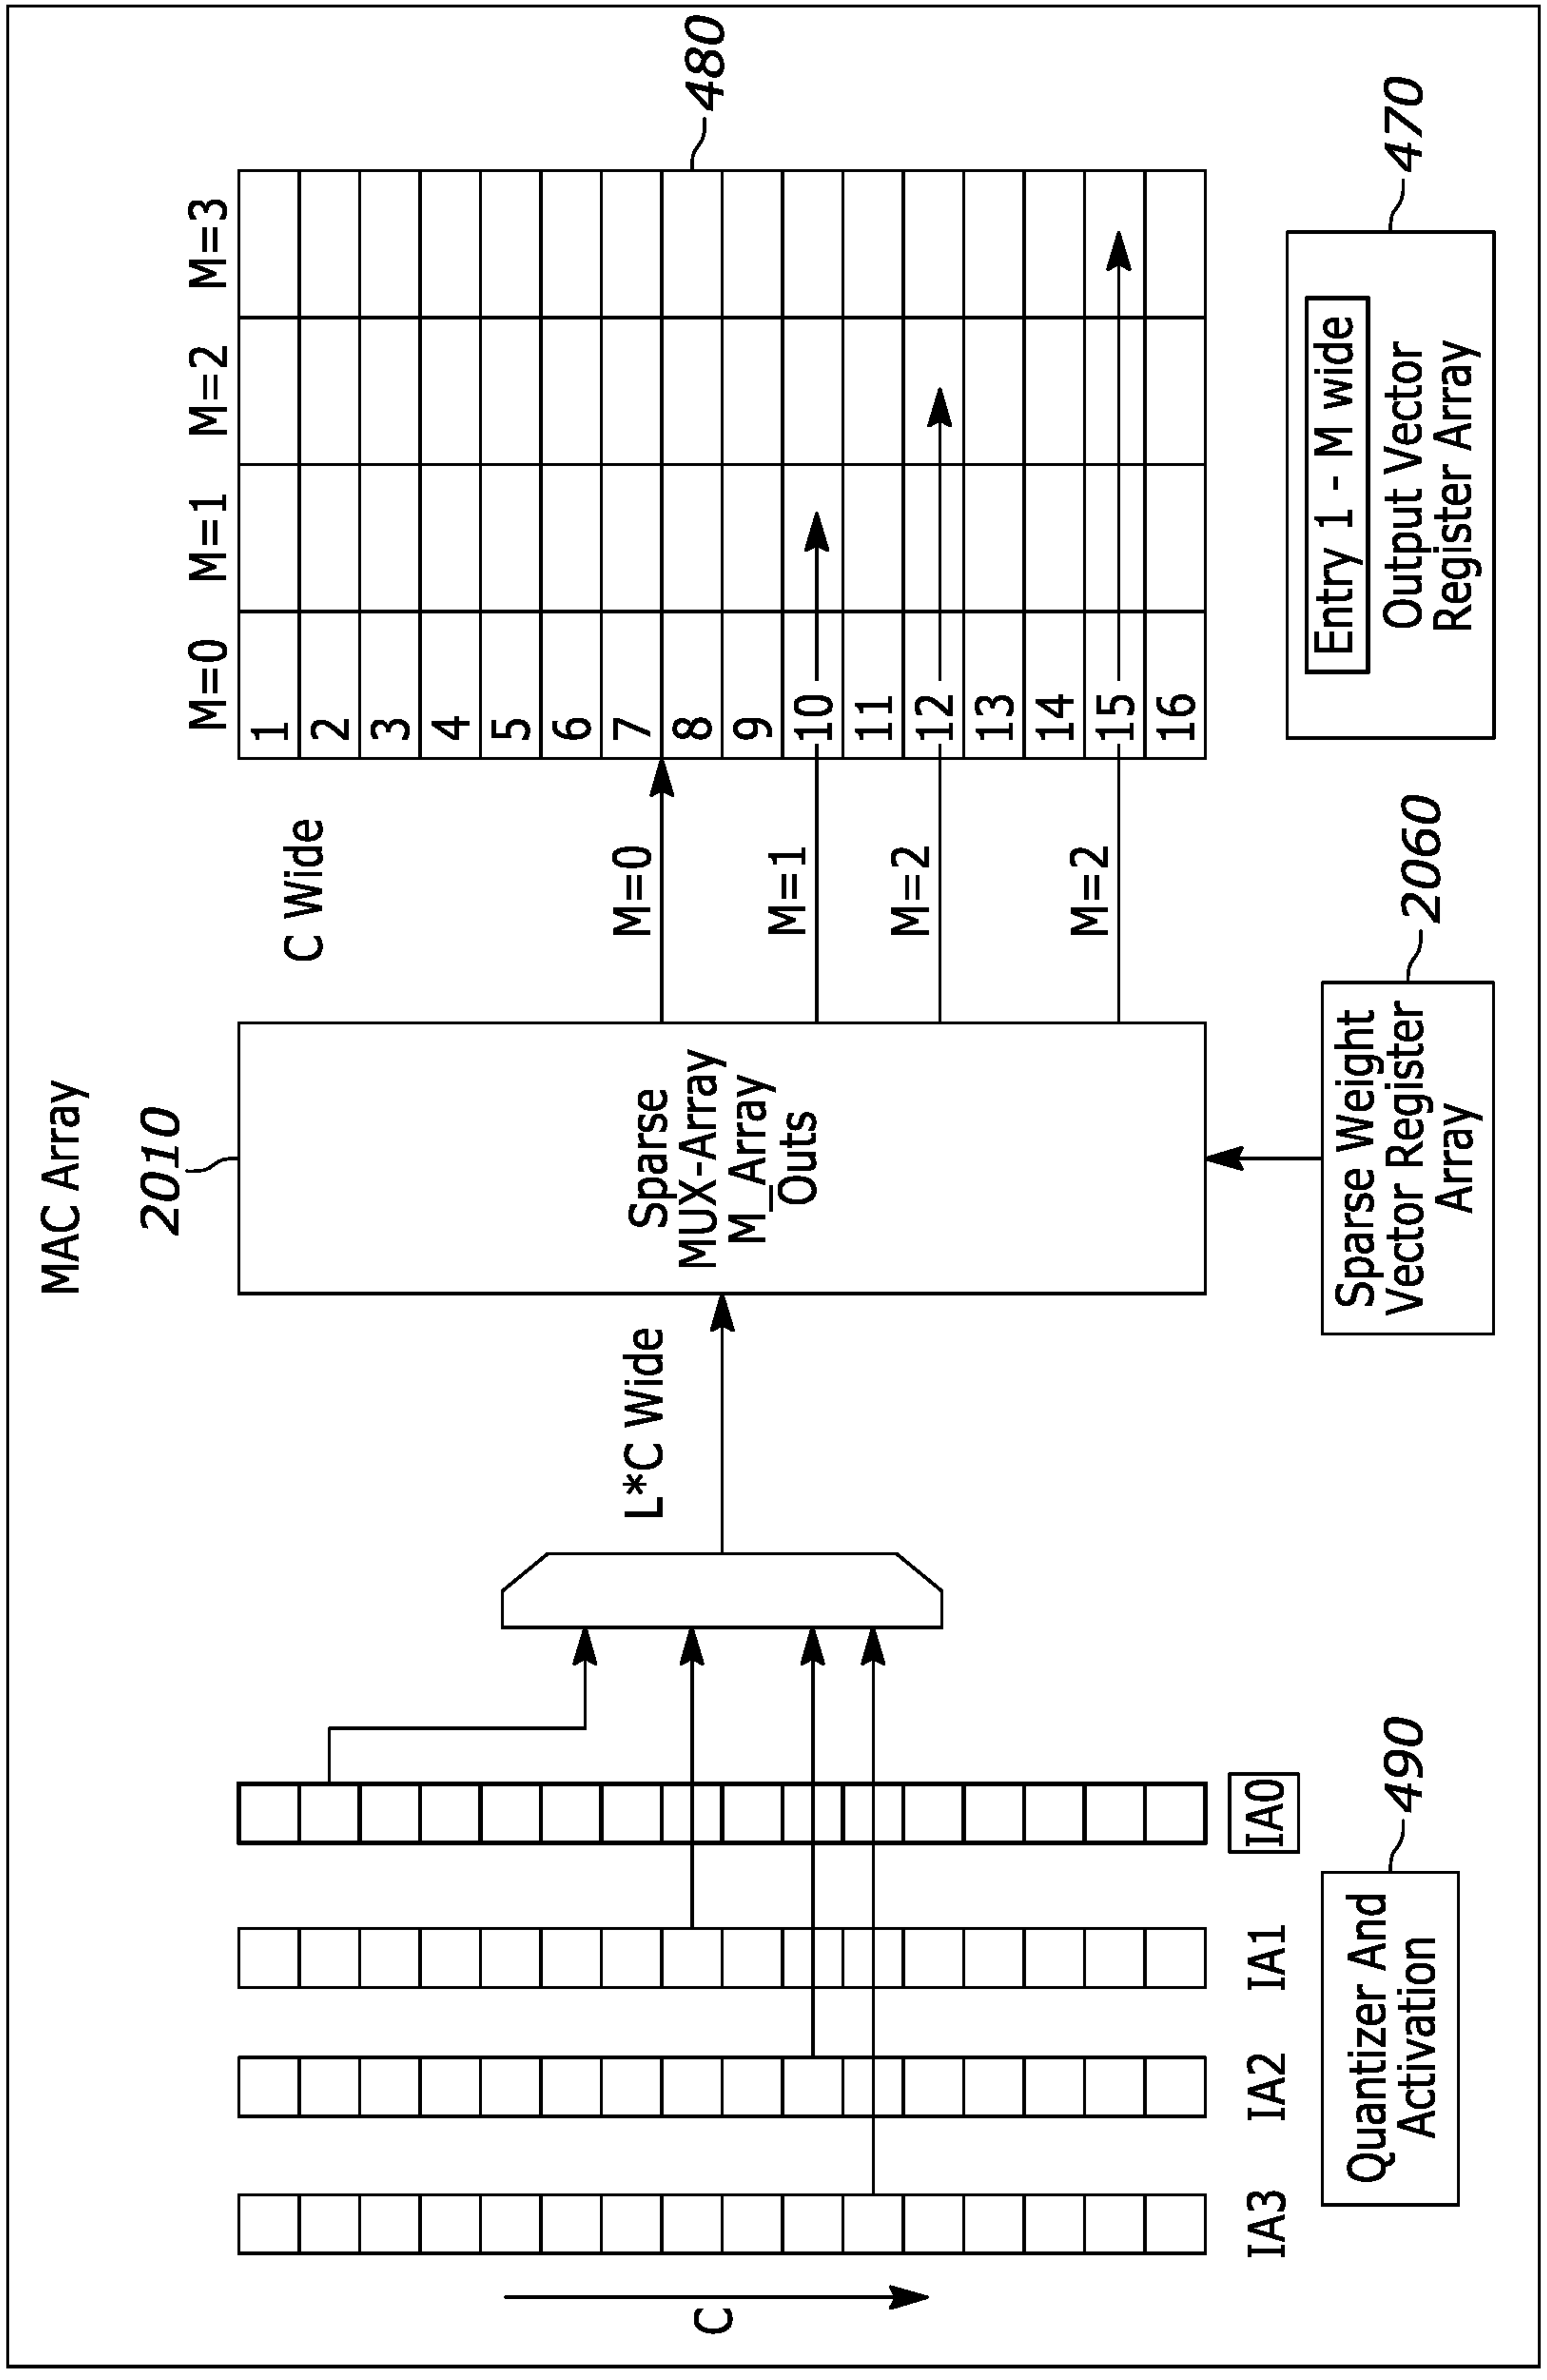 MAC Array
2010
C Wide
M=0
M=1
M=2
M=3
480
1
2
3
4
5
6
7
8
9
10
11
12
13
14
15
16
C
L*C Wide
Sparse
MUX-Array
M_Array
Outs
M=0
M=1
M=2
M=2
IA3
IA2
IA1
IA0
Quantizer And
Activation
490
Sparse Weight
Vector Register
Array
2060
Entry 1 - M wide
Output Vector
Register Array
470